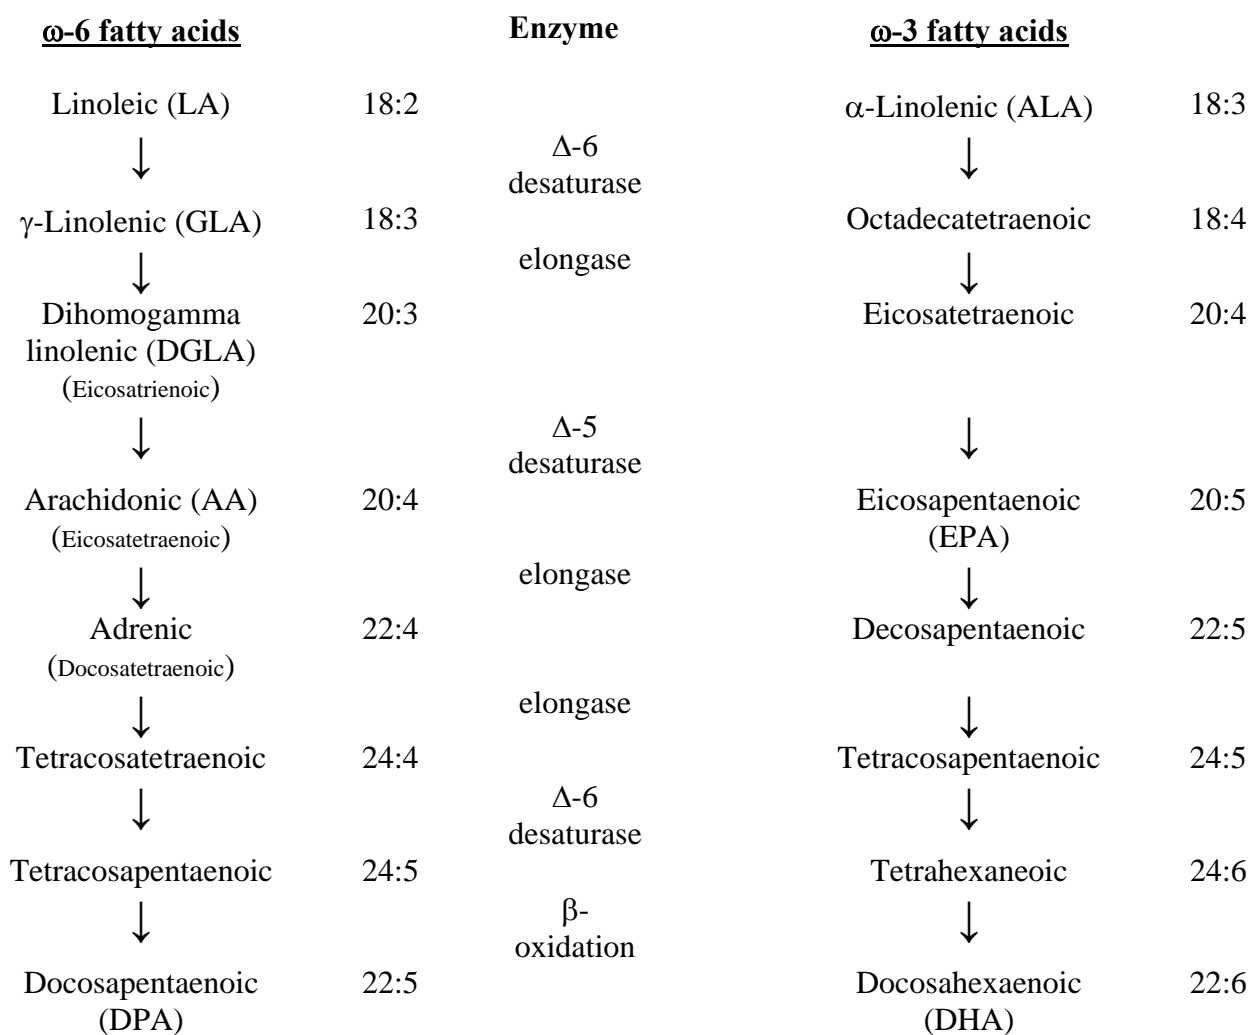 ω-6 fatty acids Enzyme ω-3 fatty acids
Linoleic (LA) 18:2 α-Linolenic (ALA) 18:3
↓ Δ-6 ↓
desaturase
γ-Linolenic (GLA) 18:3 Octadecatetraenoic 18:4
↓ elongase ↓
Dihomogamma 20:3 Eicosatetraenoic 20:4
linolenic (DGLA)
(Eicosatrienoic)
↓ Δ-5 ↓
desaturase
Arachidonic (AA) 20:4 Eicosapentaenoic 20:5
(Eicosatetraenoic) (EPA)
↓ elongase ↓
Adrenic 22:4 Decosapentaenoic 22:5
(Docosatetraenoic)
↓ elongase ↓
Tetracosatetraenoic 24:4 Tetracosapentaenoic 24:5
↓ Δ-6 ↓
desaturase
Tetracosapentaenoic 24:5 Tetrahexaneoic 24:6
↓ β- ↓
oxidation
Docosapentaenoic 22:5 Docosahexaenoic 22:6
(DPA) (DHA)